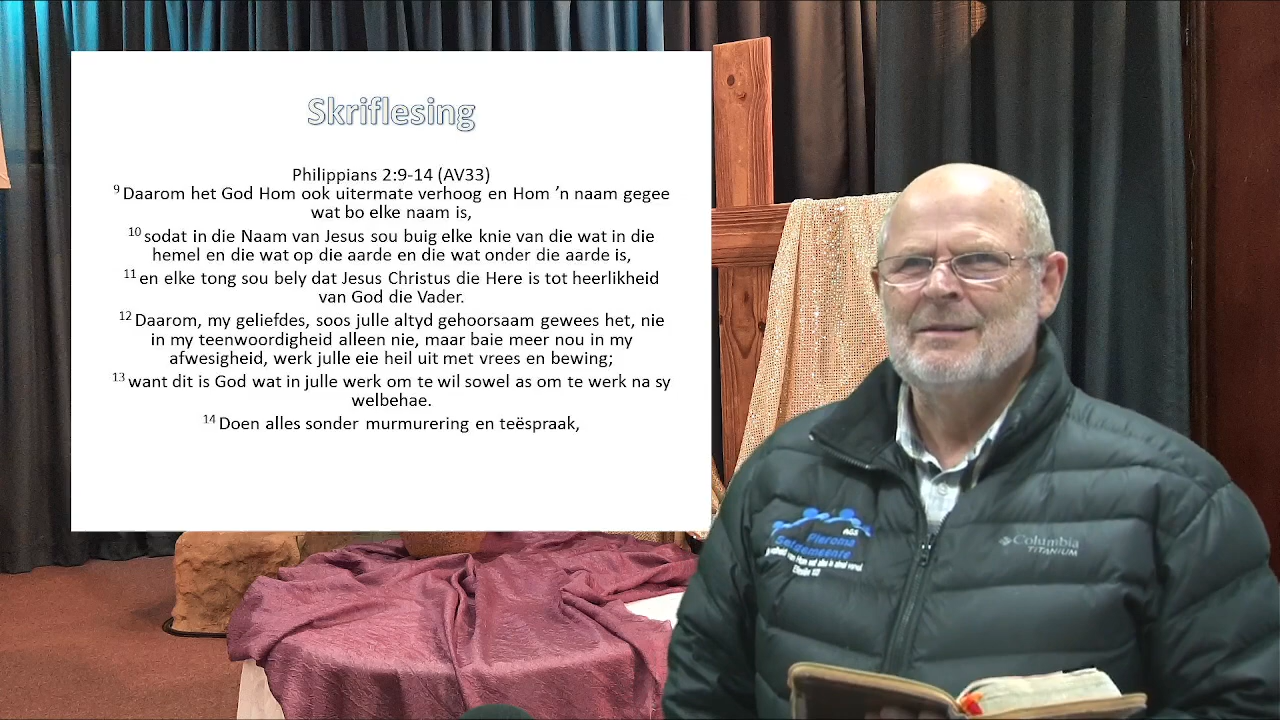 Skriflesing
Philippians 2:9-14 (AV33)
9 Daarom het God Hom ook uitermate verhoog en Hom ’n naam gegee
wat bo elke naam is,
10 sodat in die Naam van Jesus sou buig elke knie van die wat in die
hemel en die wat op die aarde en die wat onder die aarde is,
11 en elke tong sou bely dat Jesus Christus die Here is tot heerlikheid
van God die Vader.
12 Daarom, my geliefdes, soos julle altyd gehoorsaam gewees het, nie
in my teenwoordigheid alleen nie, maar baie meer nou in my
afwesigheid, werk julle eie heil uit met vrees en bewing;
13 want dit is God wat in julle werk om te wil sowel as om te werk na sy
welbehae.
14 Doen alles sonder murmurering en teëspraak,
AGS
Pleroma
Columbia
TITANIUM